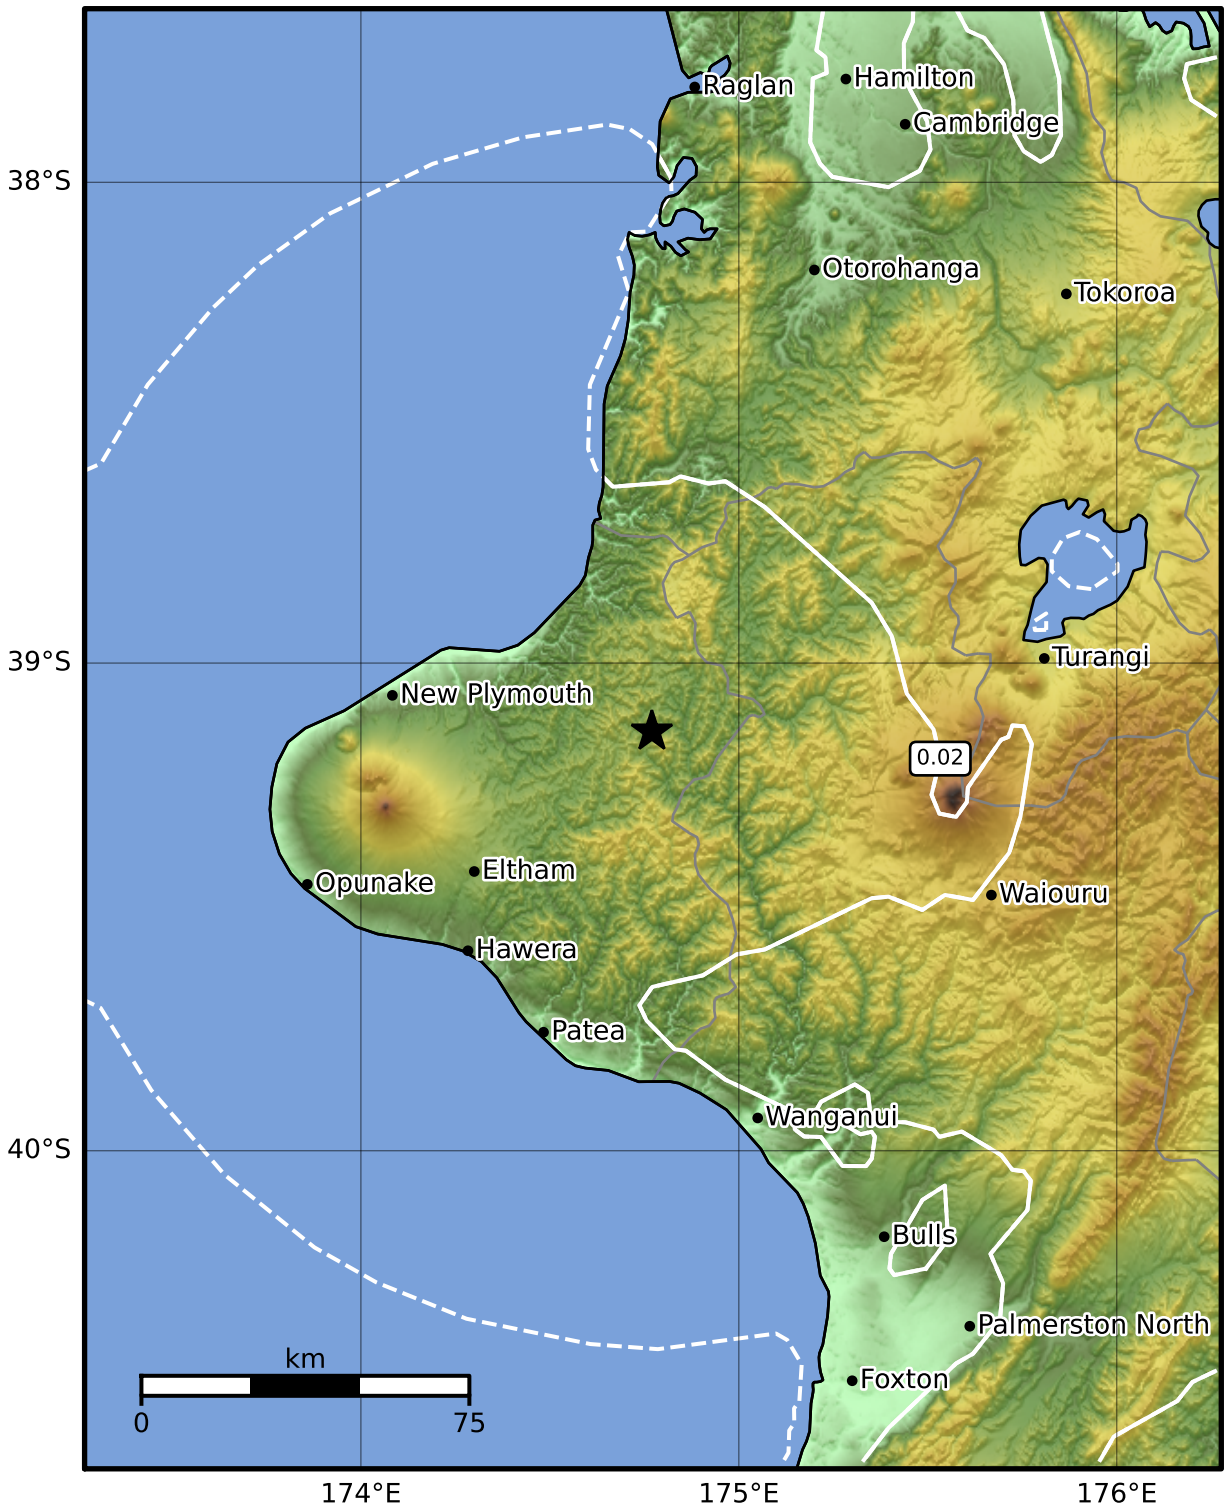 Raglan
Hamilton
Cambridge
38°S
Otorohanga
Tokoroa
39°S
Turangi
New Plymouth
0.02
Eltham
Opunake
Waiouru
Hawera
Patea
Wanganui
40°S
Bulls
Palmerston North
km
Foxton
0
75
174°E
175°E
176°E